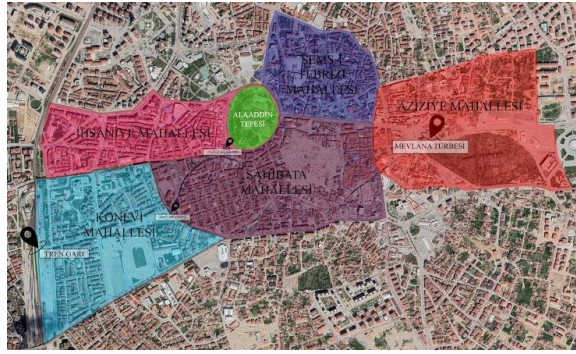 ŞEMS-İ
TEBRİZİ
MAHALLESİ
AZİZİYE MAHALLESİ
ALAADDİN
TEPESİ
İHSANİYE MAHALLESİ
MEVLANA TÜRBESİ
SAHİBATA
MAHALLESİ
KONEVİ
MAHALLESİ
TREN GARI